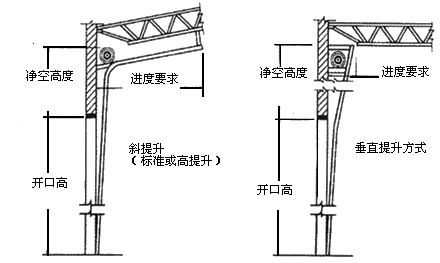 净空高度
进度要求
斜提升
（标准或高提升）
开口高
净空高度
进度要求
垂直提升方式
开口高